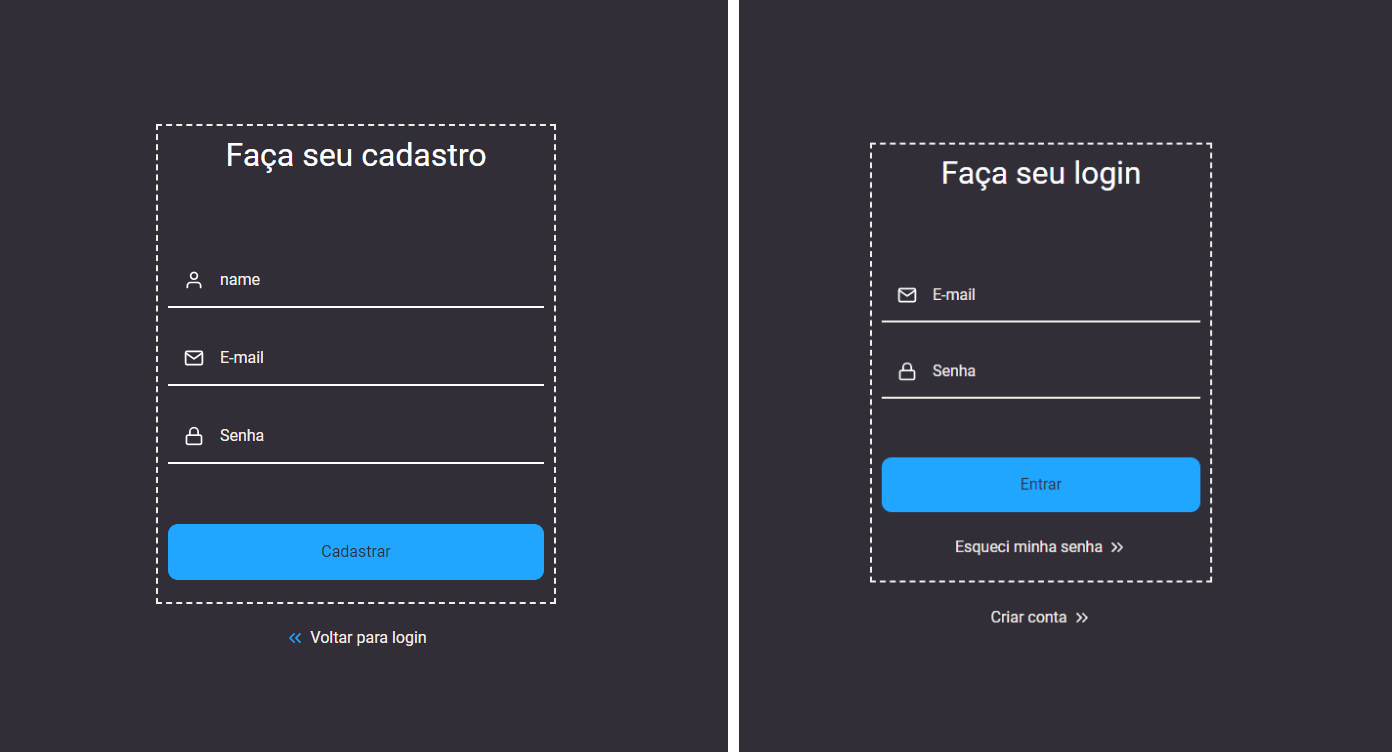 Faça seu cadastro
name
E-mail
Senha
Cadastrar
Voltar para login
Faça seu login
E-mail
Senha
Entrar
Esqueci minha senha
Criar conta